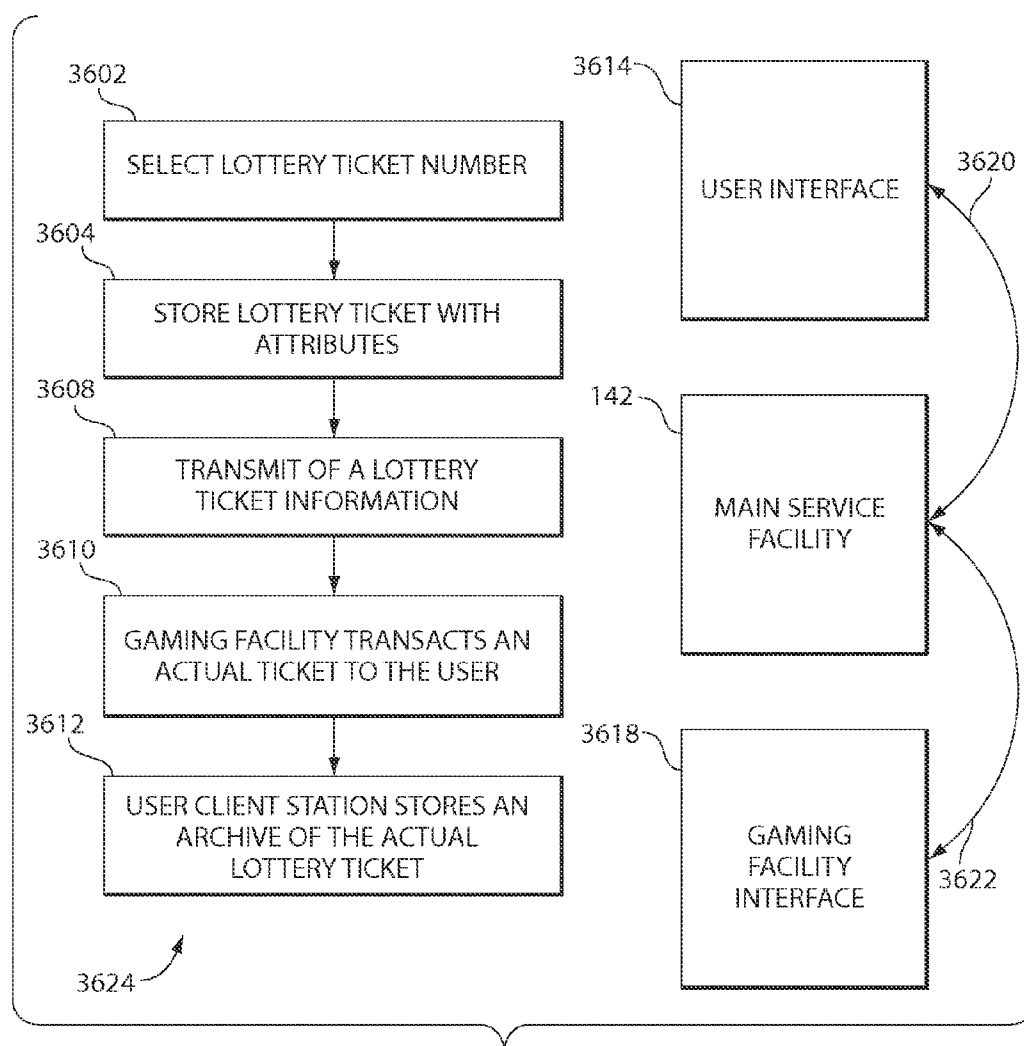 3602
SELECT LOTTERY TICKET NUMBER
3604
STORE LOTTERY TICKET WITH
ATTRIBUTES
3608
TRANSMIT OF A LOTTERY
TICKET INFORMATION
3610
GAMING FACILITY TRANSACTS AN
ACTUAL TICKET TO THE USER
3612
USER CLIENT STATION STORES AN
ARCHIVE OF THE ACTUAL
LOTTERY TICKET
3624
3614
USER INTERFACE
3620
142
MAIN SERVICE
FACILITY
3618
GAMING
FACILITY
INTERFACE
3622